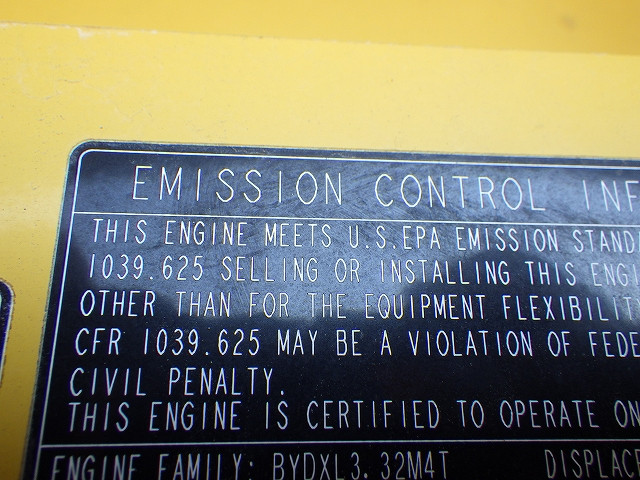 EMISSION CONTROL INF
THIS ENGINE MEETS U.S.EPA EMISSION STAND
1039.625 SELLING OR INSTALLING THIS ENG
OTHER THAN FOR THE EQUIPMENT FLEXIBILIT
CFR 1039.625 MAY BE A VIOLATION OF FEDE
CIVIL PENALTY.
THIS ENGINE IS CERTIFIED TO OPERATE ON
ENGINE FAMILY: BYDXL3.32M4T DISPLACE